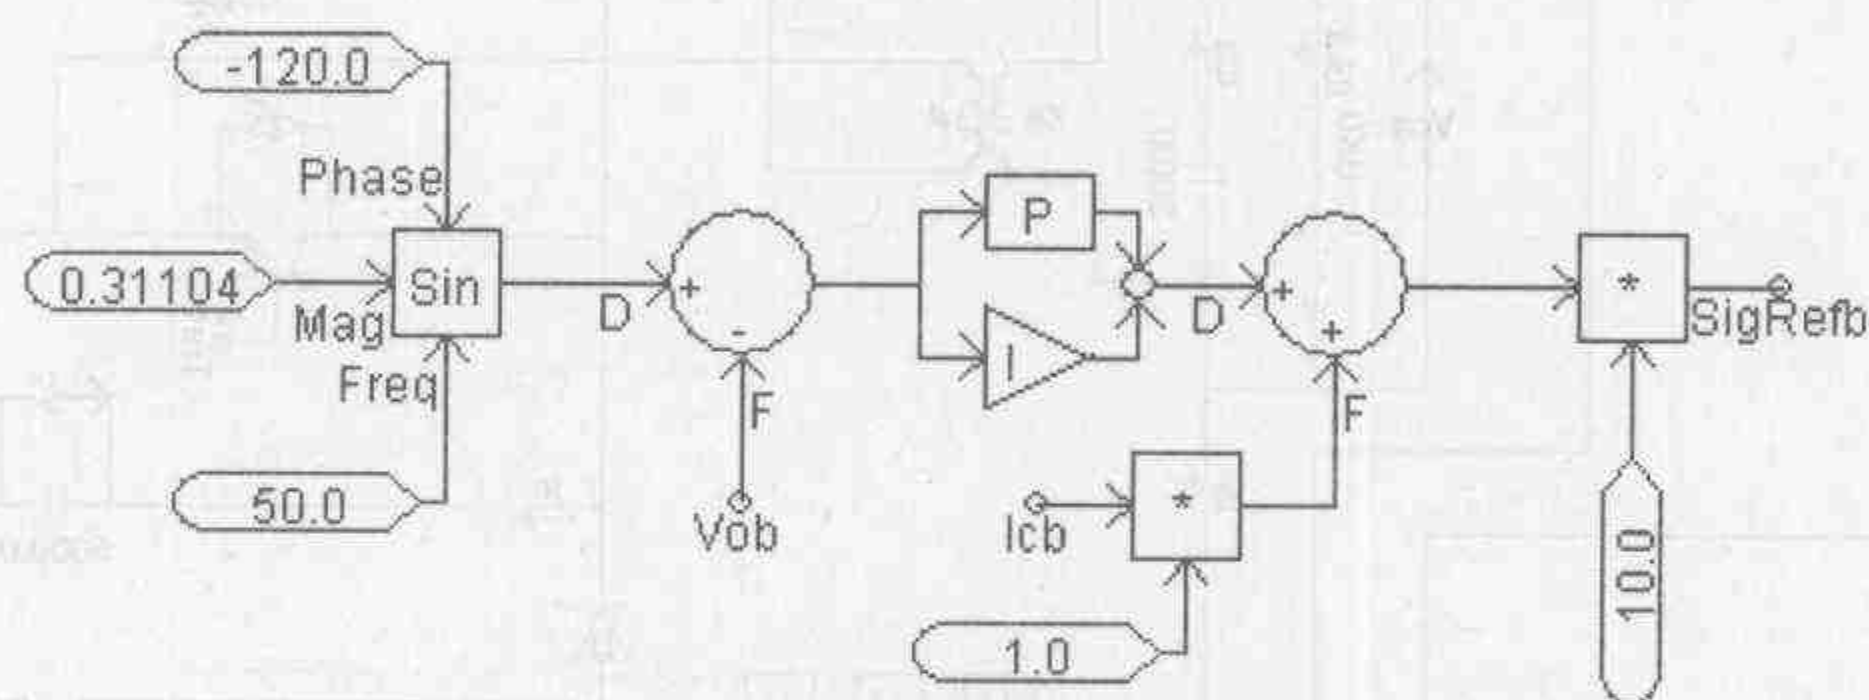 -120.0
Phase
0.31104
Mag
Sin
Freq
50.0
D
+
-
F
Vob
P
I
D
+
+
F
Icb
*
1.0
*
10.0
SigRefb